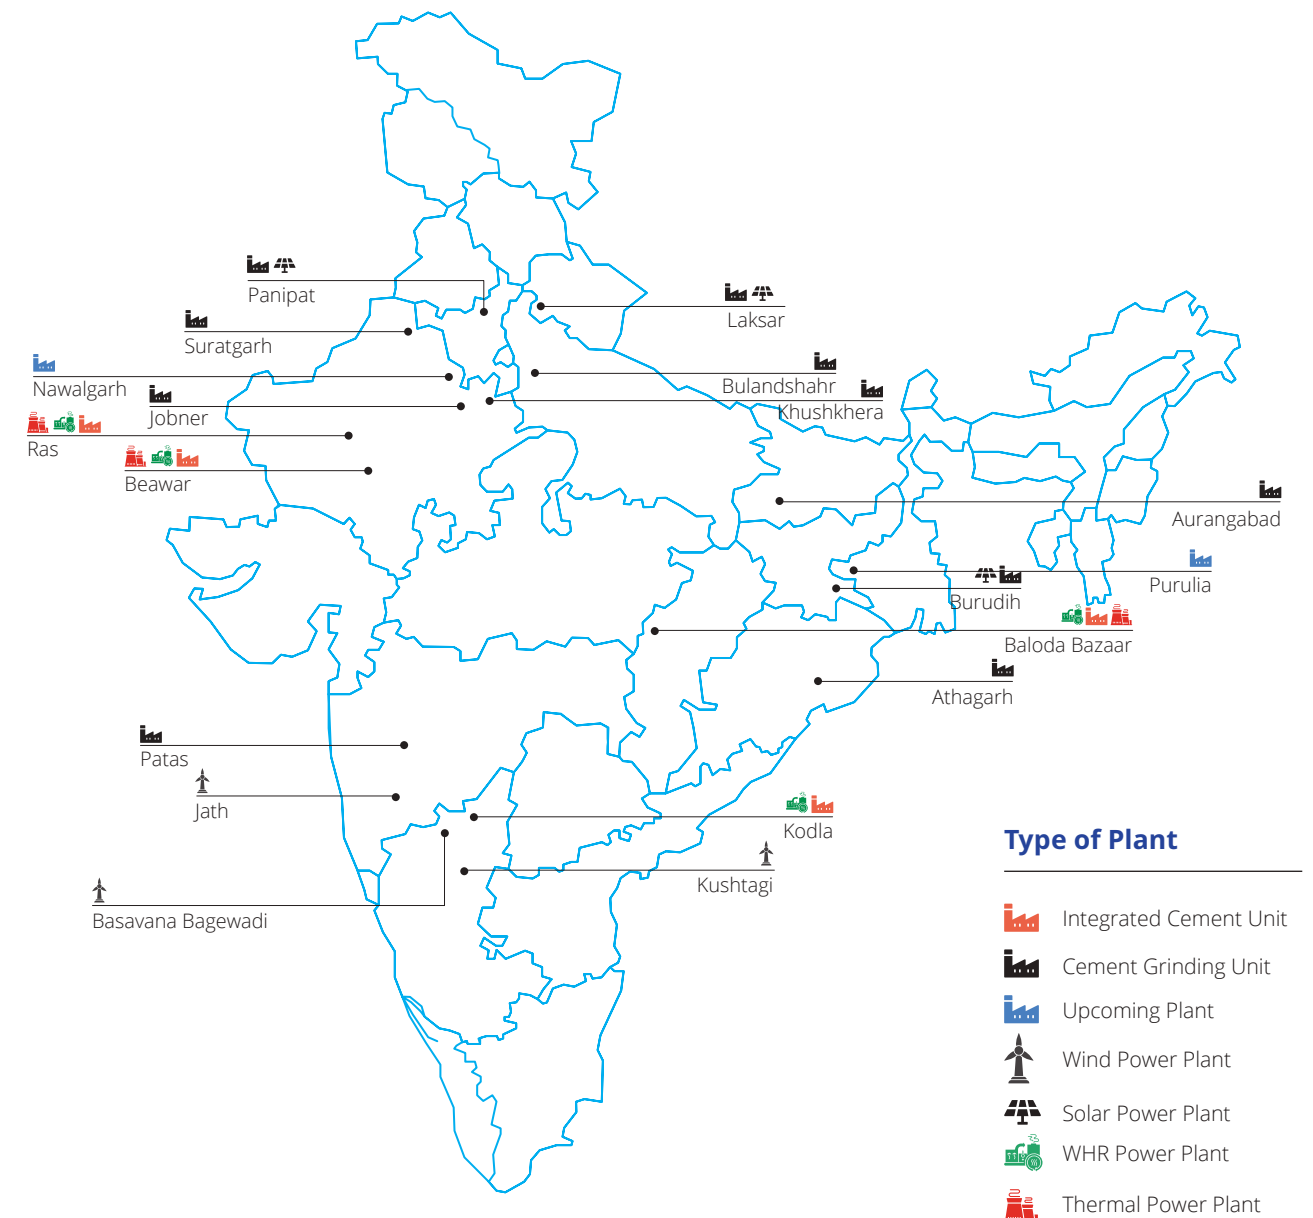 Panipat
Laksar
Suratgarh
Nawalgarh
Bulandshahr
Jobner
Khushkhera
Ras
Beawar
Aurangabad
Purulia
Burudih
Baloda Bazaar
Athagarh
Patas
Jath
Kodla
Kushtagi
Basavana Bagewadi
Type of Plant
Integrated Cement Unit
Cement Grinding Unit
Upcoming Plant
Wind Power Plant
Solar Power Plant
WHR Power Plant
Thermal Power Plant